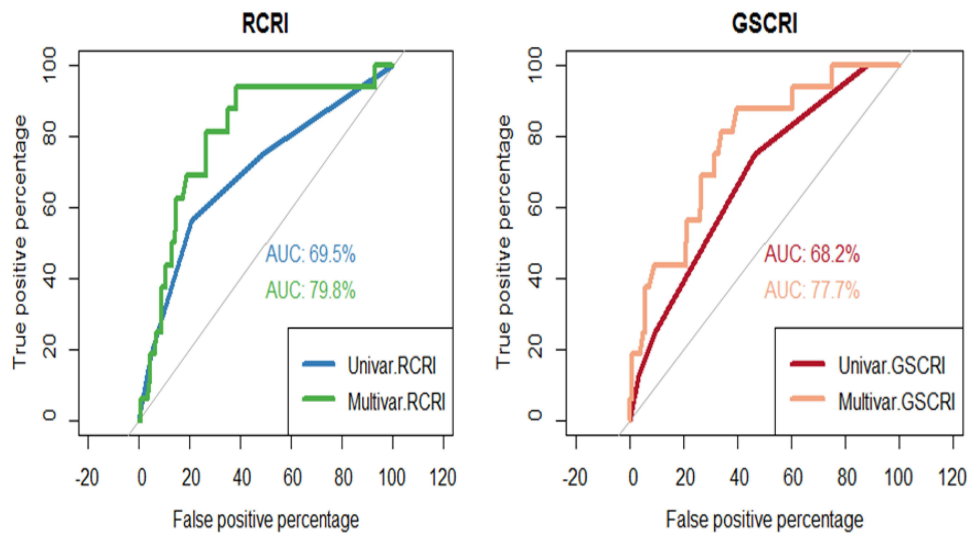 RCRI
True positive percentage
100
80
60
40
20
0
AUC: 69.5%
AUC: 79.8%
Univar.RCRI
Multivar.RCRI
-20 0 20 40 60 80 100 120
False positive percentage
GSCRI
True positive percentage
100
80
60
40
20
0
AUC: 68.2%
AUC: 77.7%
Univar.GSCRI
Multivar.GSCRI
-20 0 20 40 60 80 100 120
False positive percentage